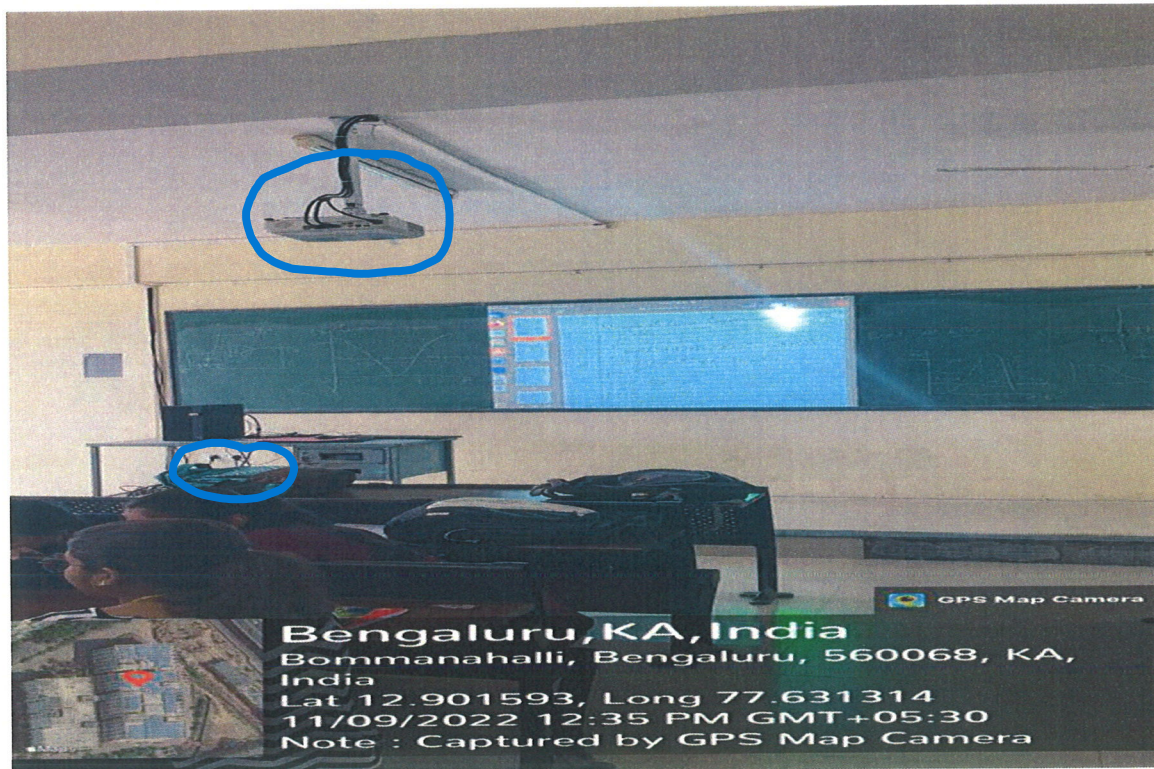 GPS Map Camera
Bengaluru,KA,India
Bommanahalli, Bengaluru, 560068, KA,
India
Lat 12.901593, Long 77.631314
11/09/2022 12:35 PM GMT+05:30
Note : Captured by GPS Map Camera